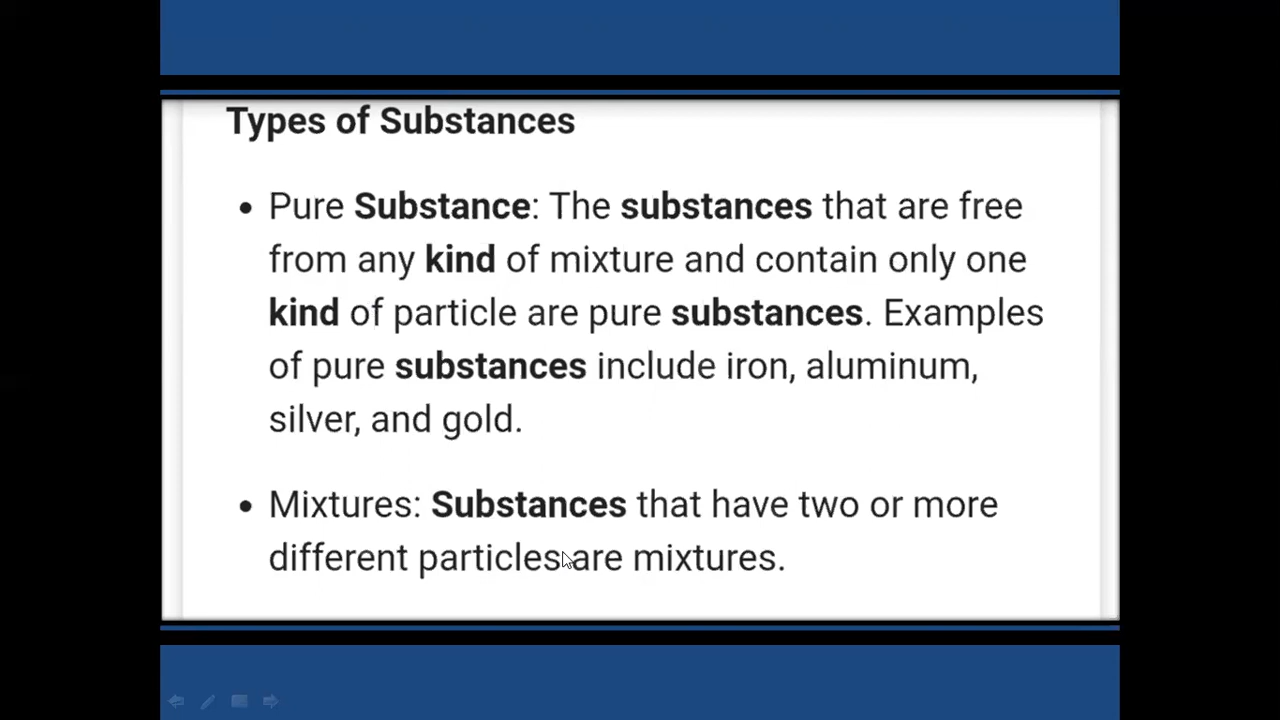 Types of Substances
• Pure Substance: The substances that are free
from any kind of mixture and contain only one
kind of particle are pure substances. Examples
of pure substances include iron, aluminum,
silver, and gold.
• Mixtures: Substances that have two or more
different particles are mixtures.